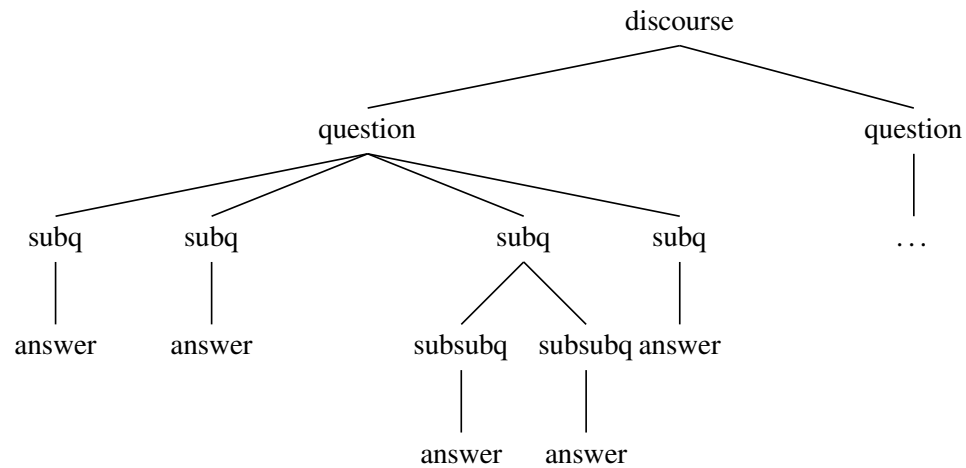 discourse
question question
subq subq subq subq ...
answer answer subsubq subsubq answer
answer answer